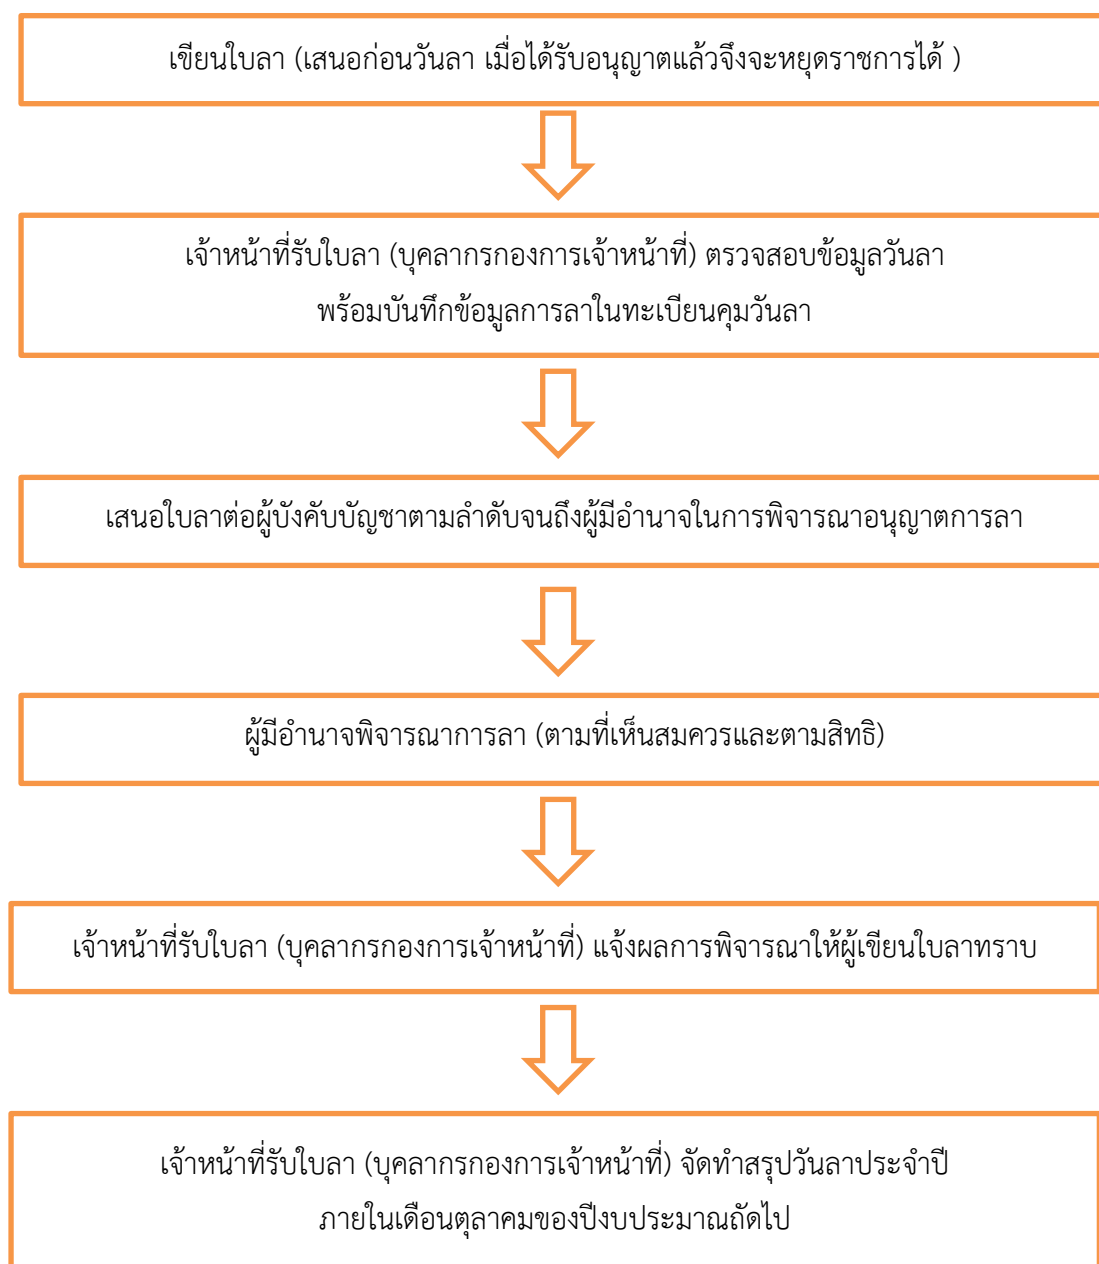 เขียนใบลา (เสนอก่อนวันลา เมื่อได้รับอนุญาตแล้วจึงจะหยุดราชการได้ )
เจ้าหน้าที่รับใบลา (บุคลากรกองการเจ้าหน้าที่) ตรวจสอบข้อมูลวันลา
พร้อมบันทึกข้อมูลการลาในทะเบียนคุมวันลา
เสนอใบลาต่อผู้บังคับบัญชาตามลำดับจนถึงผู้มีอำนาจในการพิจารณาอนุญาตการลา
ผู้มีอำนาจพิจารณาการลา (ตามที่เห็นสมควรและตามสิทธิ)
เจ้าหน้าที่รับใบลา (บุคลากรกองการเจ้าหน้าที่) แจ้งผลการพิจารณาให้ผู้เขียนใบลาทราบ
เจ้าหน้าที่รับใบลา (บุคลากรกองการเจ้าหน้าที่) จัดทำสรุปวันลาประจำปี
ภายในเดือนตุลาคมของปีงบประมาณถัดไป